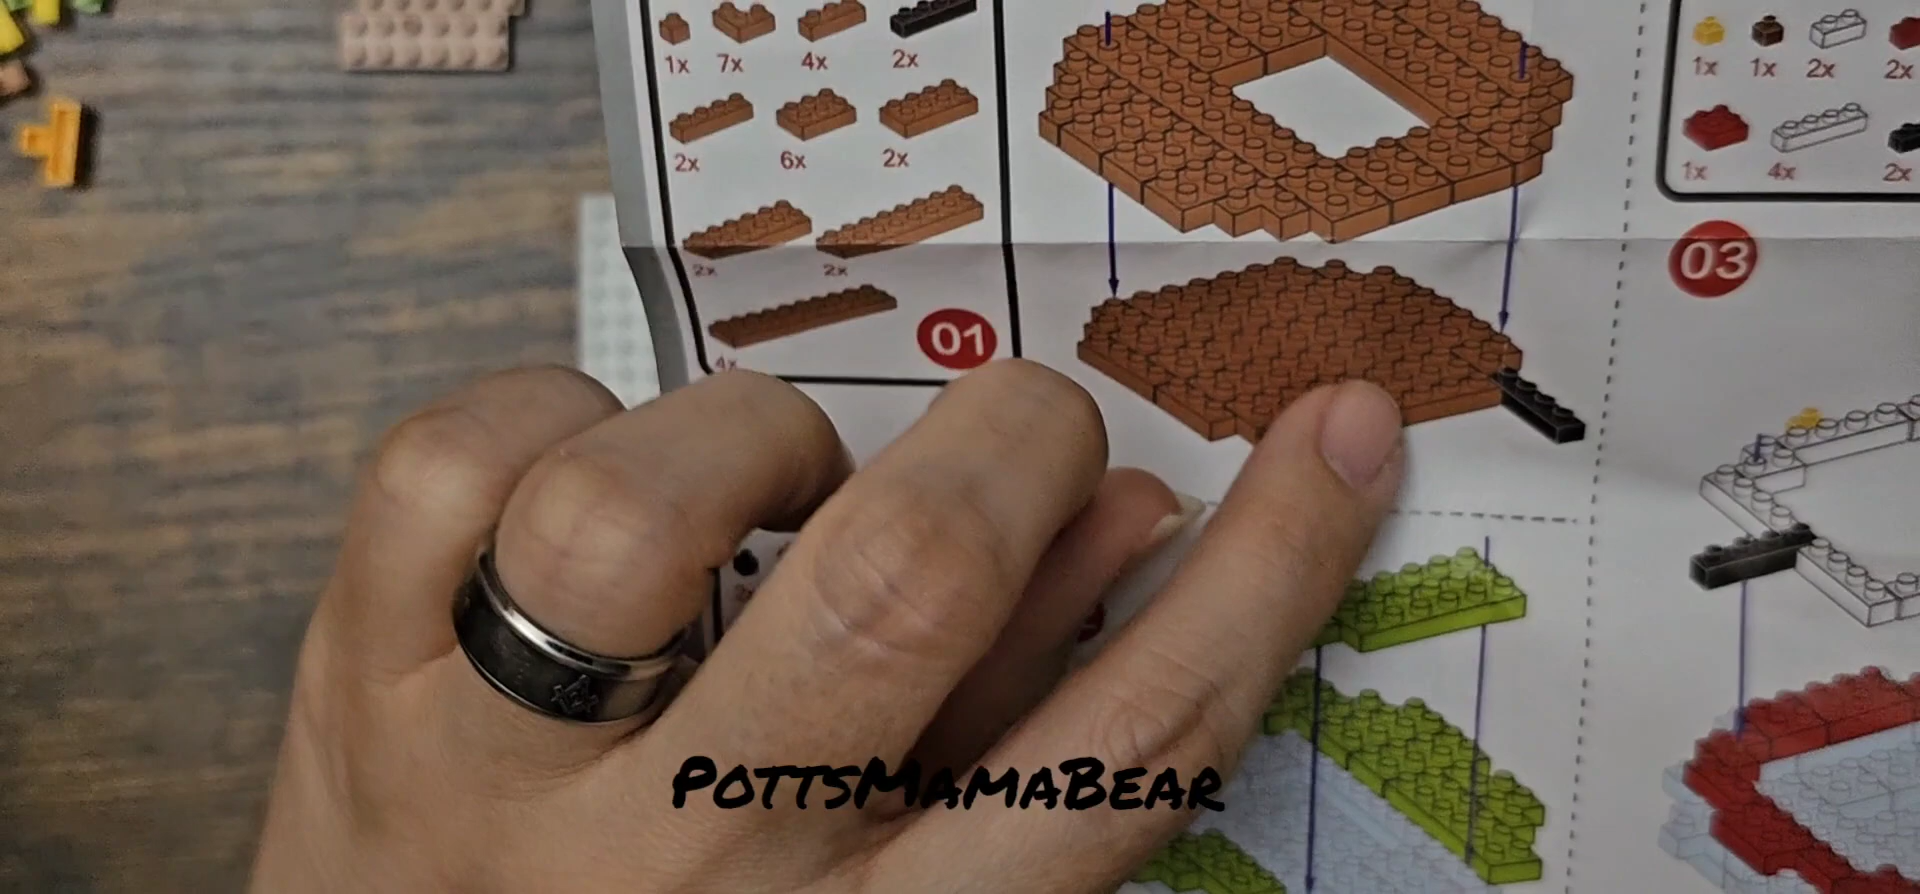 1x 7x 4x 2x
2x 6x 2x
2x 2x
4x
01
1x 1x 2x 2x
1x 4x 2x
03
PottsMamaBear